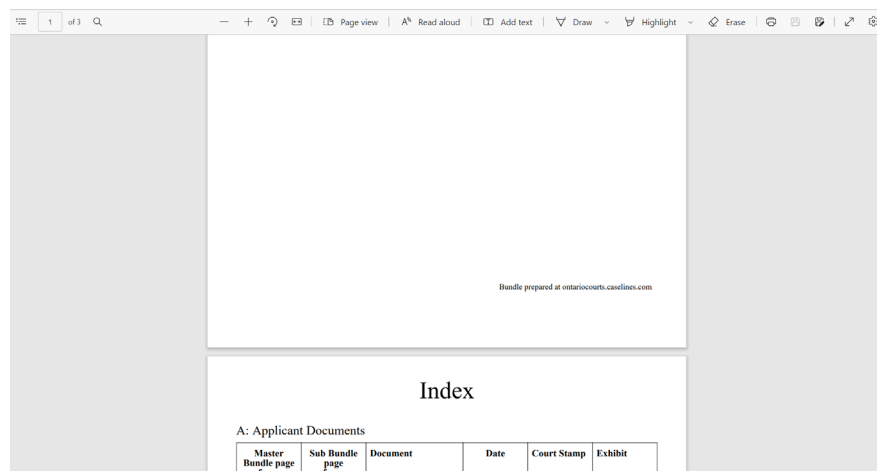 1 of 3 Page view Read aloud Add text Draw Highlight Erase
Bundle prepared at ontariocourts.caselines.com
Index
A: Applicant Documents
Master Sub Bundle Document Date Court Stamp Exhibit
Bundle page page